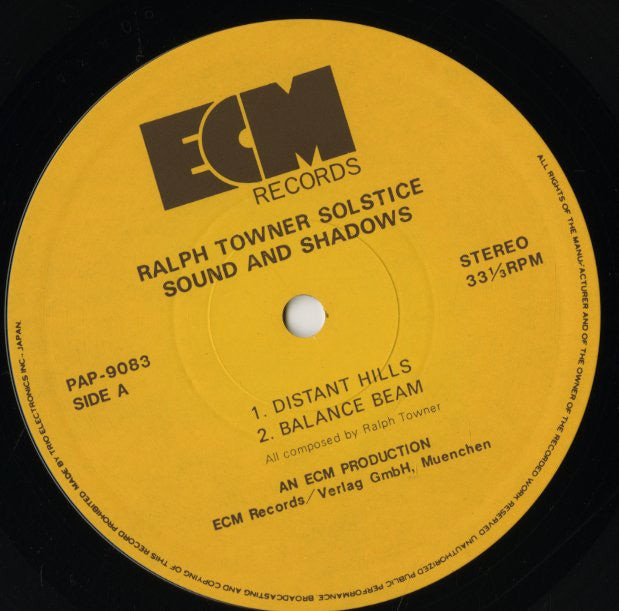 ECM
RECORDS
RALPH TOWNER SOLSTICE
SOUND AND SHADOWS
STEREO
33⅓RPM
PAP-9083
SIDE A
1. DISTANT HILLS
2. BALANCE BEAM
All composed by Ralph Towner
AN ECM PRODUCTION
ECM Records/Verlag GmbH, Muenchen
ALL RIGHTS OF THE MANUFACTURER AND OF THE OWNER OF THE RECORDED WORK RESERVED. UNAUTHORIZED PUBLIC PERFORMANCE BROADCASTING AND COPYING OF THIS RECORD PROHIBITED MADE BY TRIO ELECTRONICS INC-JAPAN.